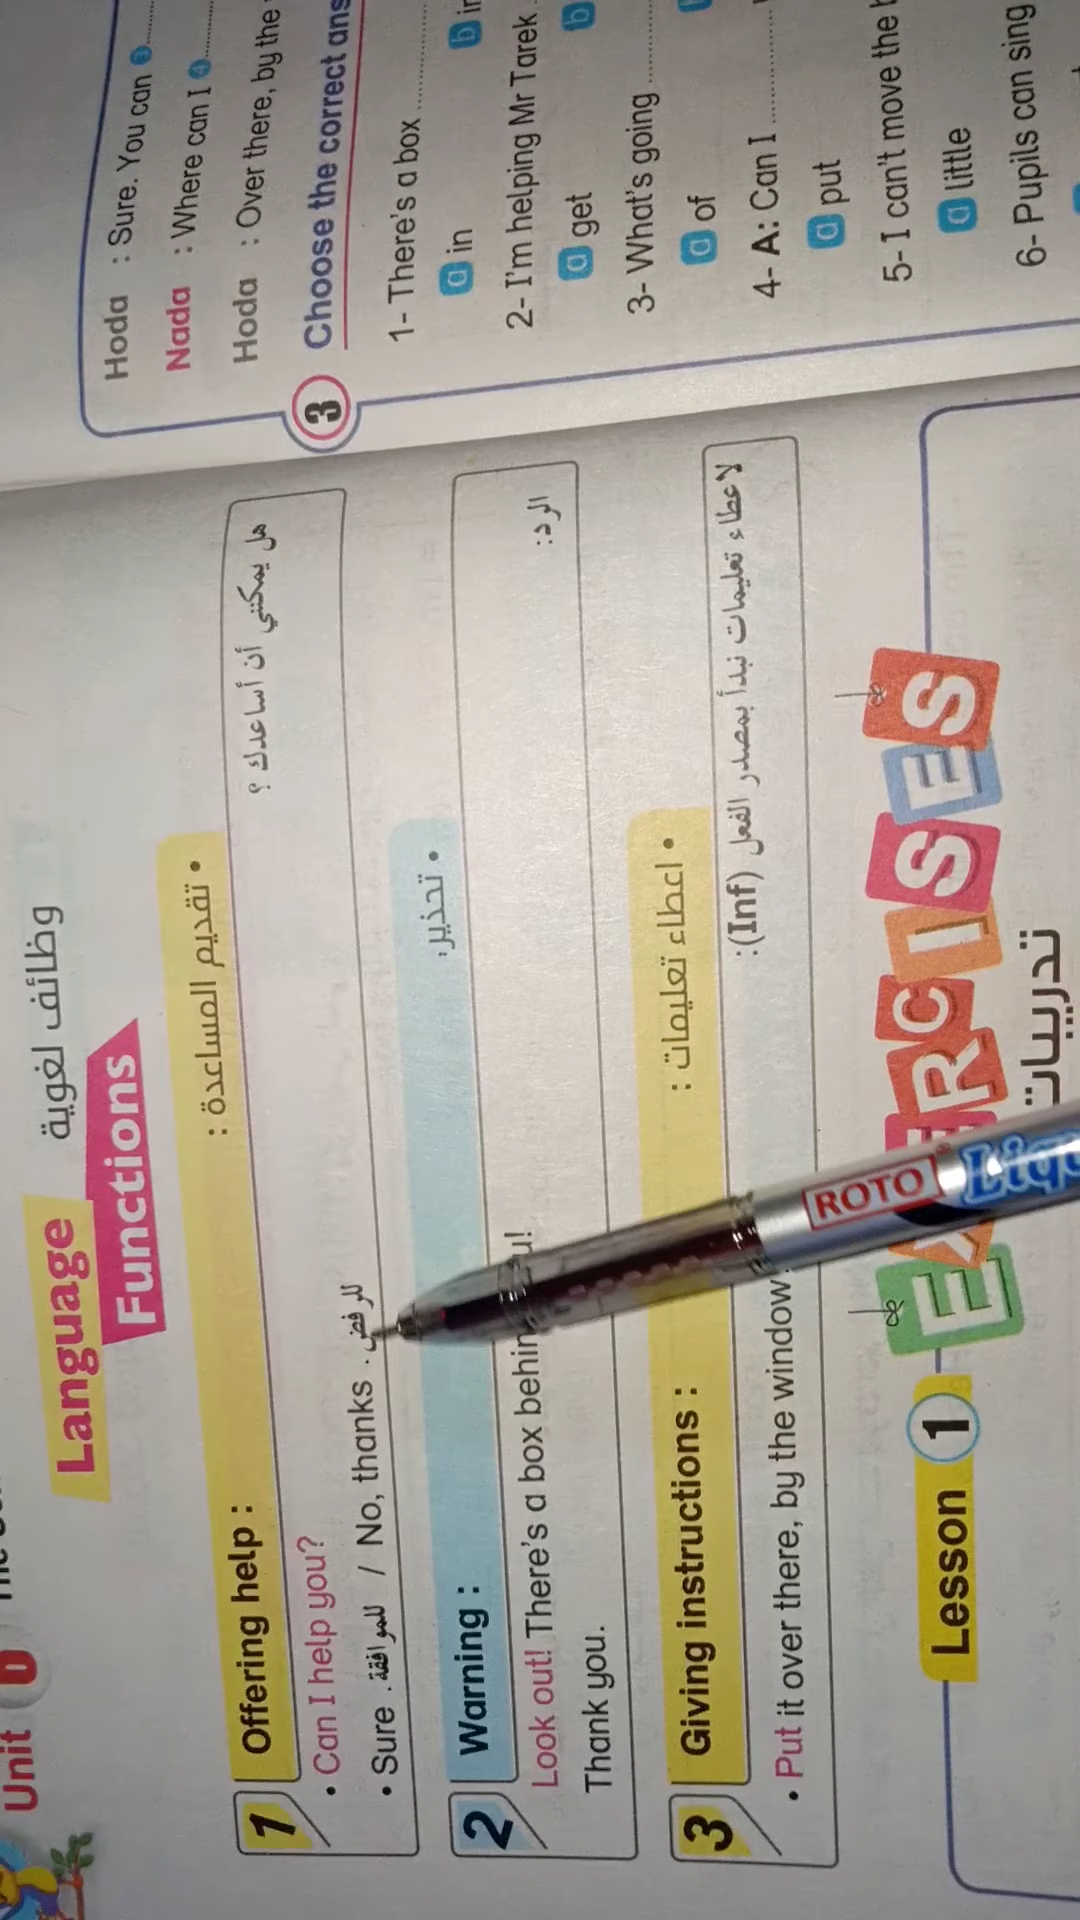 Unit
Language
Functions
وظائف لغوية
1 Offering help : • تقديم المساعدة :
• Can I help you? هل يمكنني أن أساعدك ؟
• Sure . للموافقة / No, thanks . للرفض
2 Warning : • تحذير،
Look out! There's a box behin u!
Thank you. الرد:
3 Giving instructions : • اعطاء تعليمات :
لاعطاء تعليمات نبدأ بمصدر الفعل (Inf):
• Put it over there, by the window
EXERCISES
تدريبات
Lesson 1
Hoda : Sure. You can 3
Nada : Where can I 4
Hoda : Over there, by the
3 Choose the correct ans
1- There's a box
a in b
2- I'm helping Mr Tarek
a get b
3- What's going
a of
4- A: Can I
a put
5- I can't move the
a little
6- Pupils can sing
ROTO